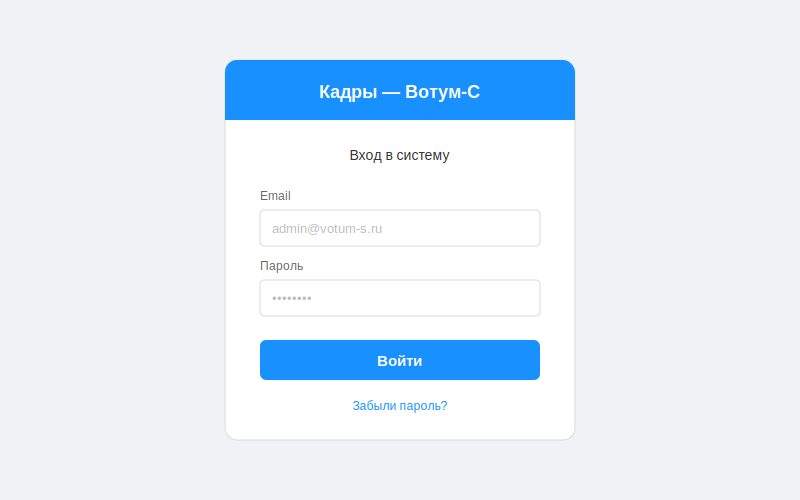 Кадры — Вотум-С
Вход в систему
Email
admin@votum-s.ru
Пароль
••••••••
Войти
Забыли пароль?